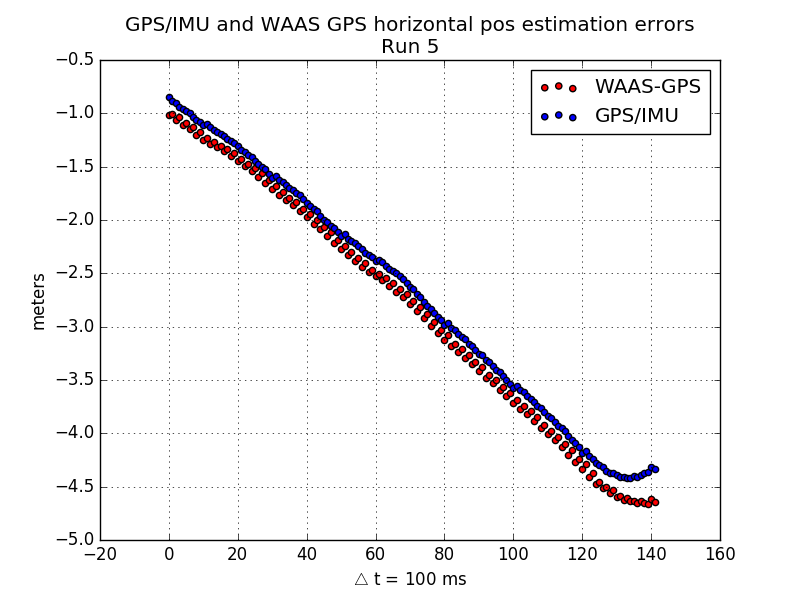 GPS/IMU and WAAS GPS horizontal pos estimation errors
Run 5
WAAS-GPS
GPS/IMU
meters
−0.5
−1.0
−1.5
−2.0
−2.5
−3.0
−3.5
−4.0
−4.5
−5.0
−20 0 20 40 60 80 100 120 140 160
△ t = 100 ms